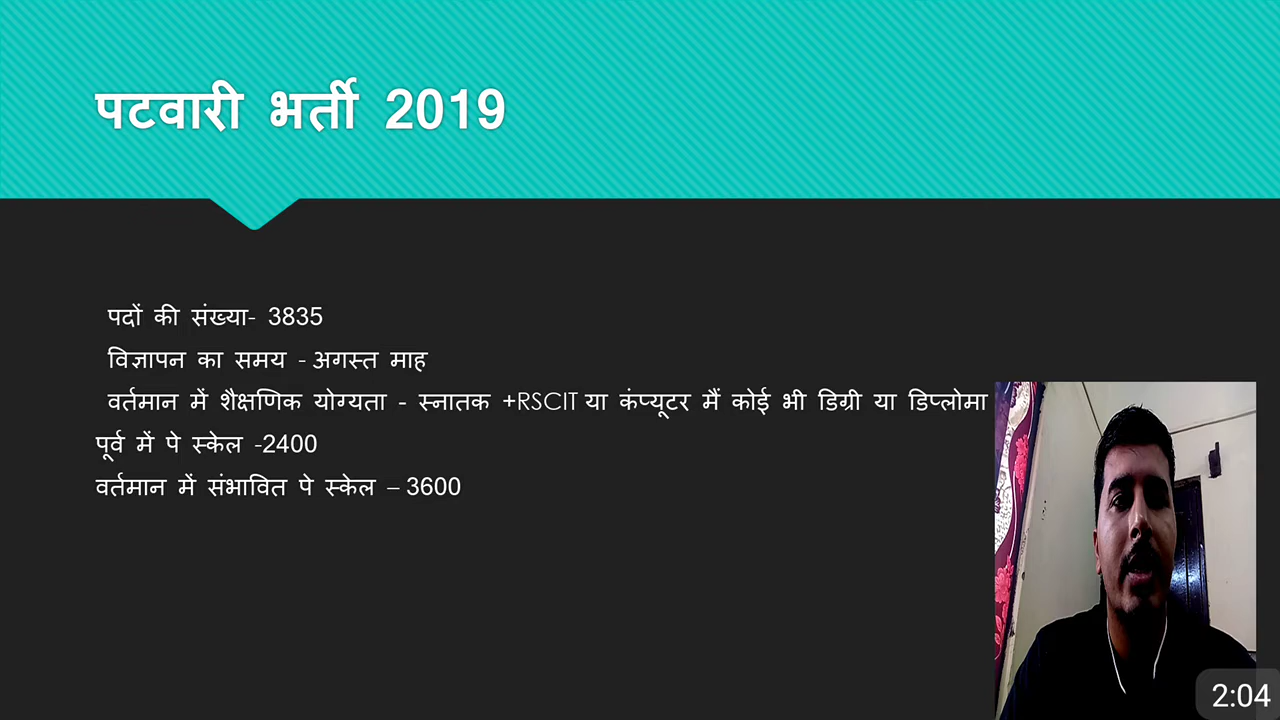 पटवारी भर्ती 2019
पदों की संख्या- 3835
विज्ञापन का समय - अगस्त माह
वर्तमान में शैक्षणिक योग्यता - स्नातक +RSCIT या कंप्यूटर मैं कोई भी डिग्री या डिप्लोमा
पूर्व में पे स्केल -2400
वर्तमान में संभावित पे स्केल – 3600
2:04